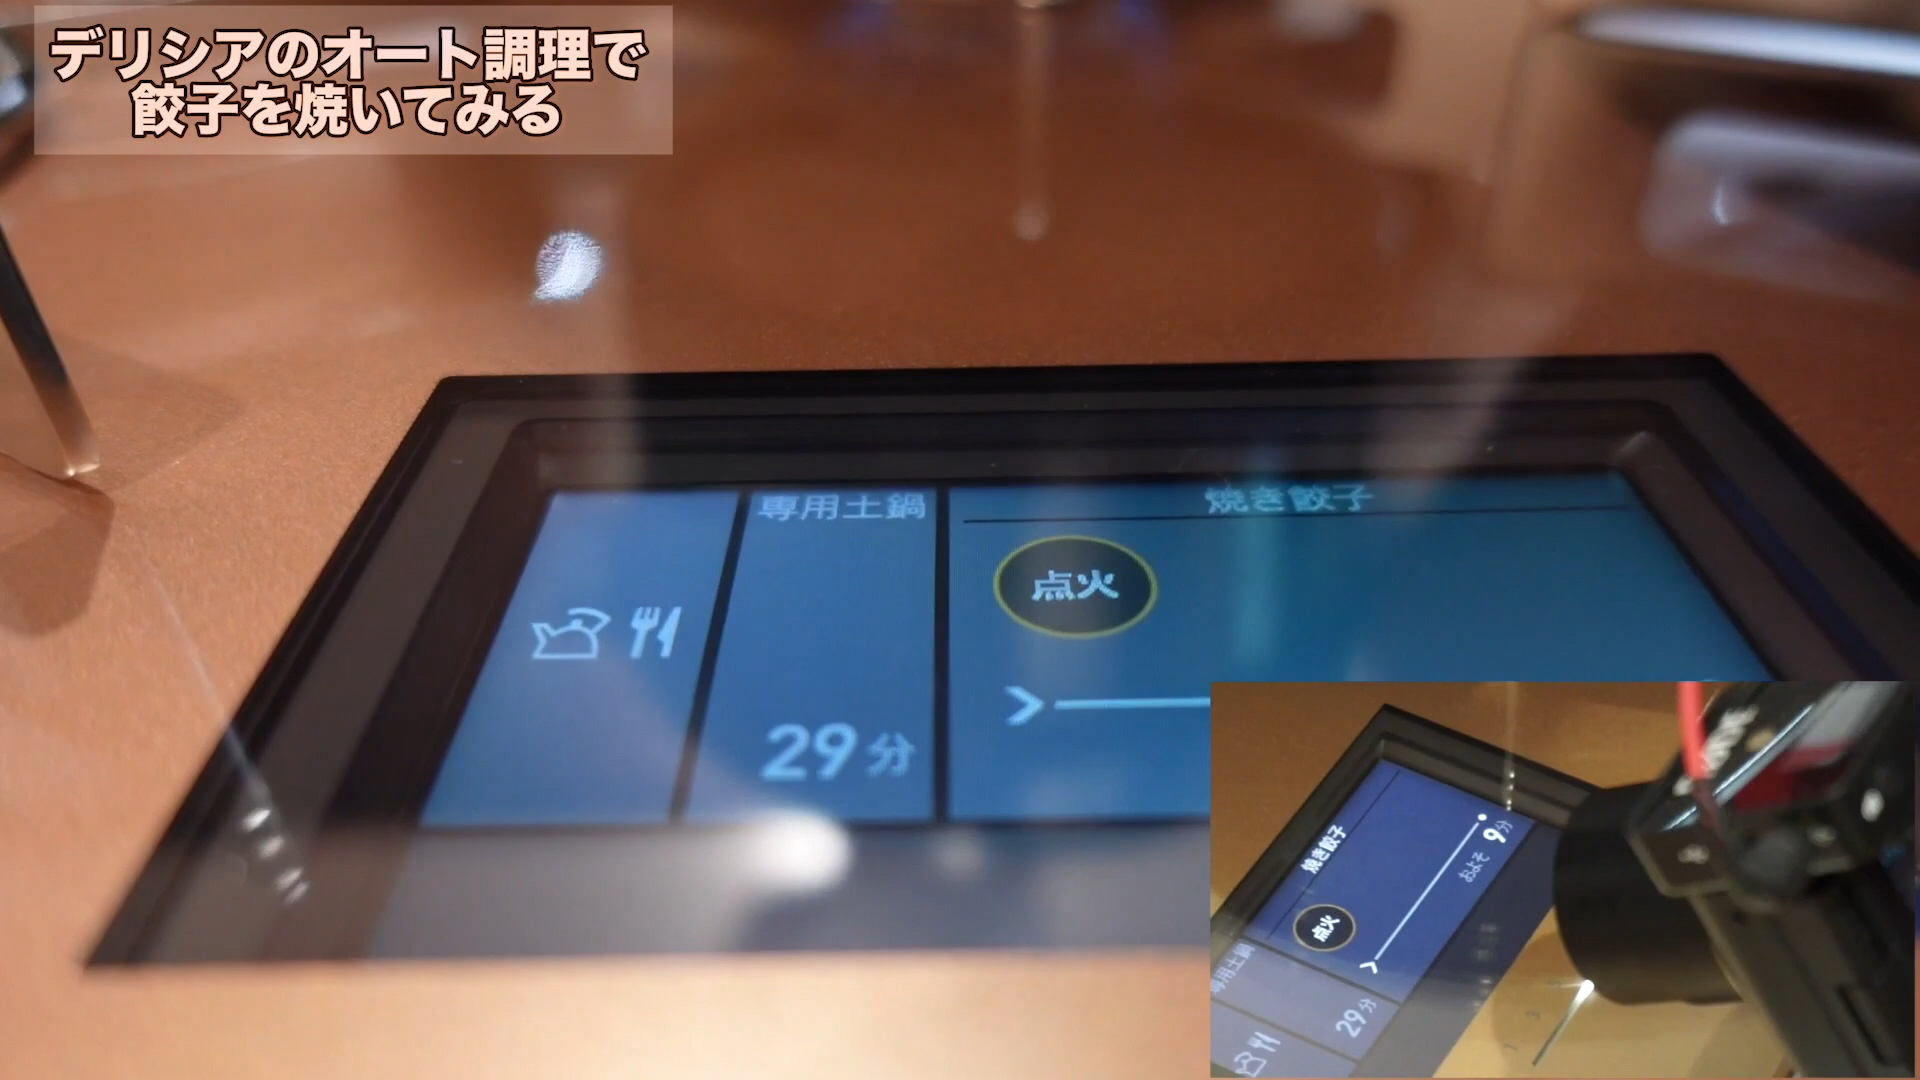 デリシアのオート調理で
餃子を焼いてみる
専用土鍋
焼き餃子
点火
29分
焼き餃子
点火
およそ
9分
専用土鍋
29分